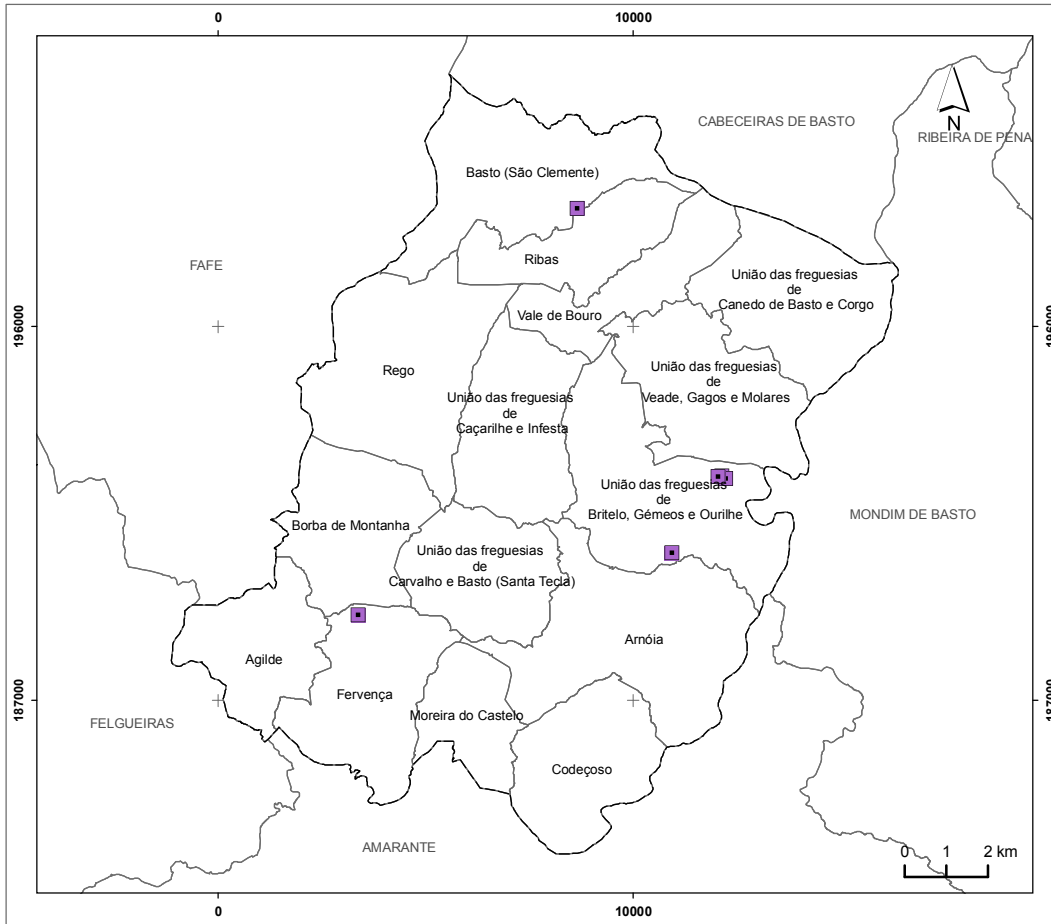 0
10000
CABECEIRAS DE BASTO
N
RIBEIRA DE PENA
Basto (São Clemente)
FAFE
Ribas
União das freguesias
de
Canedo de Basto e Corgo
196000
Vale de Bouro
196000
Rego
União das freguesias
de
Veade, Gagos e Molares
União das freguesias
de
Caçarilhe e Infesta
União das freguesias
de
Britelo, Gémeos e Ourilhe
MONDIM DE BASTO
Borba de Montanha
União das freguesias
de
Carvalho e Basto (Santa Tecla)
Arnóia
Agilde
Fervença
187000
187000
Moreira do Castelo
FELGUEIRAS
Codeçoso
AMARANTE
0 1 2 km
0
10000